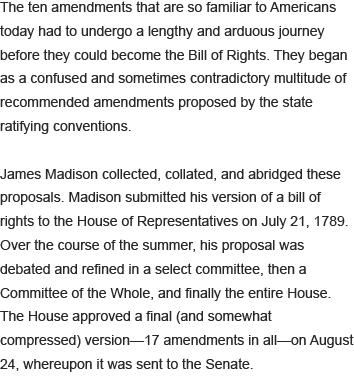 The ten amendments that are so familiar to Americans
today had to undergo a lengthy and arduous journey
before they could become the Bill of Rights. They began
as a confused and sometimes contradictory multitude of
recommended amendments proposed by the state
ratifying conventions.

James Madison collected, collated, and abridged these
proposals. Madison submitted his version of a bill of
rights to the House of Representatives on July 21, 1789.
Over the course of the summer, his proposal was
debated and refined in a select committee, then a
Committee of the Whole, and finally the entire House.
The House approved a final (and somewhat
compressed) version—17 amendments in all—on August
24, whereupon it was sent to the Senate.